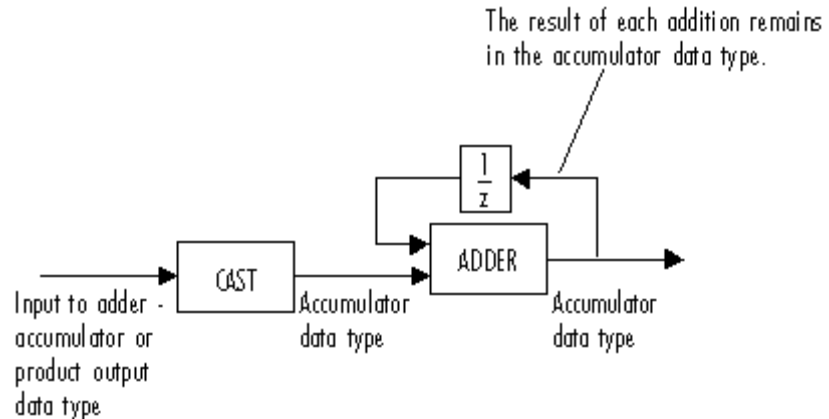 The result of each addition remains
in the accumulator data type.
1
z
CAST
ADDER
Input to adder -
accumulator or
product output
data type
Accumulator
data type
Accumulator
data type